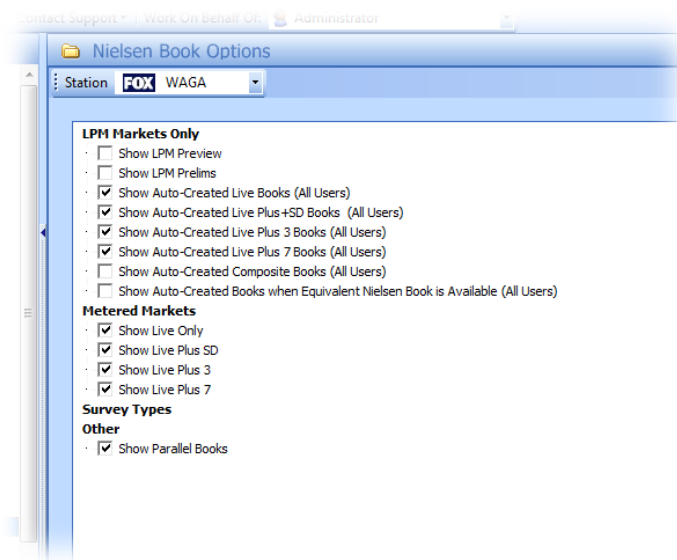 Contact Support Work On Behalf Of: Administrator
Nielsen Book Options
Station FOX WAGA
LPM Markets Only
Show LPM Preview
Show LPM Prelims
Show Auto-Created Live Books (All Users)
Show Auto-Created Live Plus+SD Books (All Users)
Show Auto-Created Live Plus 3 Books (All Users)
Show Auto-Created Live Plus 7 Books (All Users)
Show Auto-Created Composite Books (All Users)
Show Auto-Created Books when Equivalent Nielsen Book is Available (All Users)
Metered Markets
Show Live Only
Show Live Plus SD
Show Live Plus 3
Show Live Plus 7
Survey Types
Other
Show Parallel Books